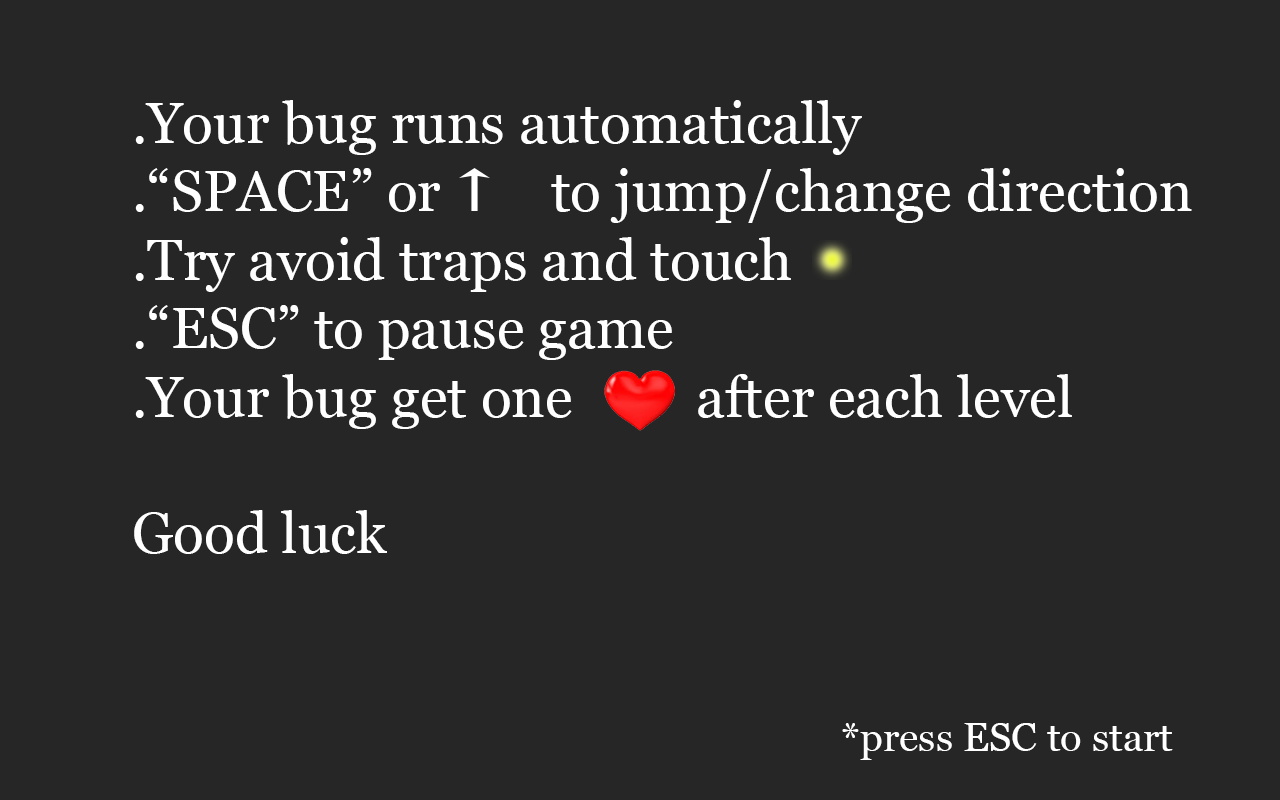 .Your bug runs automatically
.“SPACE” or ↑ to jump/change direction
.Try avoid traps and touch
.“ESC” to pause game
.Your bug get one ❤ after each level
Good luck
*press ESC to start